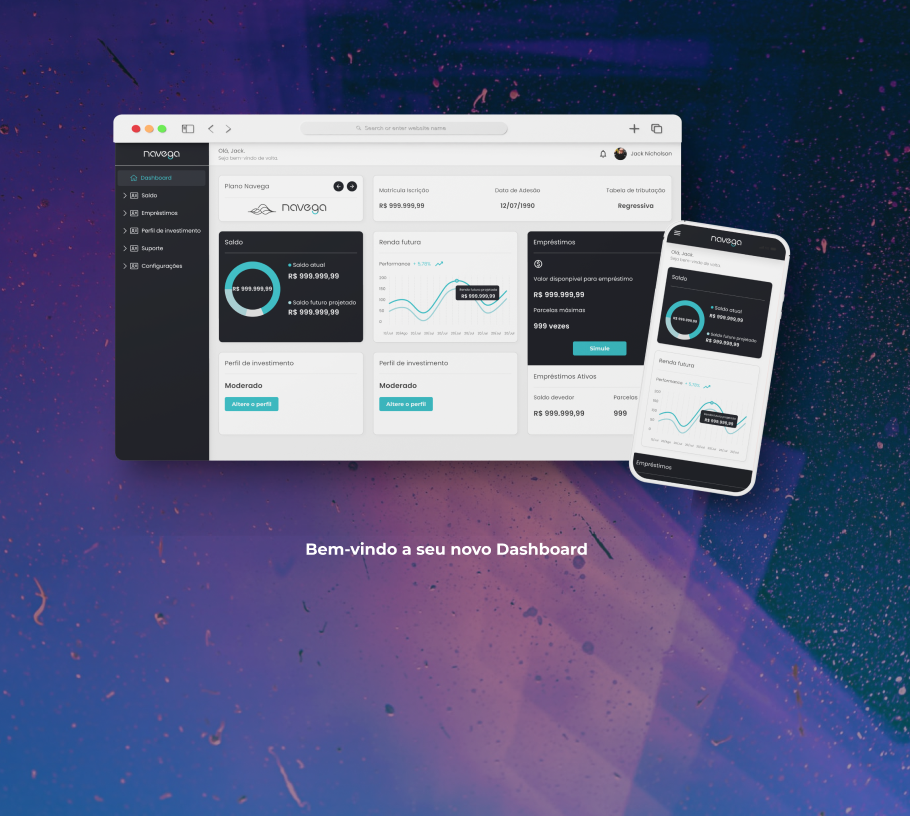 Search or enter website name
navega
Olá, Jack.
Seja bem-vindo de volta.
Jack Nicholson
Dashboard
Saldo
Empréstimos
Perfil de investimento
Suporte
Configurações
Plano Navega
navega
Matrícula Iscrição
Data de Adesão
Tabela de tributação
R$ 999.999,99
12/07/1990
Regressiva
Saldo
R$ 999.999,99
Saldo atual
R$ 999.999,99
Saldo futuro projetado
R$ 999.999,99
Renda futura
Performance
Renda futura projetada
R$ 999.999,99
Empréstimos
Valor disponível para empréstimo
R$ 999.999,99
Parcelas máximas
999 vezes
Simule
Perfil de investimento
Moderado
Altere o perfil
Perfil de investimento
Moderado
Altere o perfil
Empréstimos Ativos
Saldo devedor
Parcelas
R$ 999.999,99
999
navega
Olá, Jack.
Seja bem-vindo de volta.
Saldo
R$ 999.999,99
Saldo atual
R$ 999.999,99
Saldo futuro projetado
R$ 999.999,99
Renda futura
Performance
R$ 999.999,99
Empréstimos
Bem-vindo a seu novo Dashboard